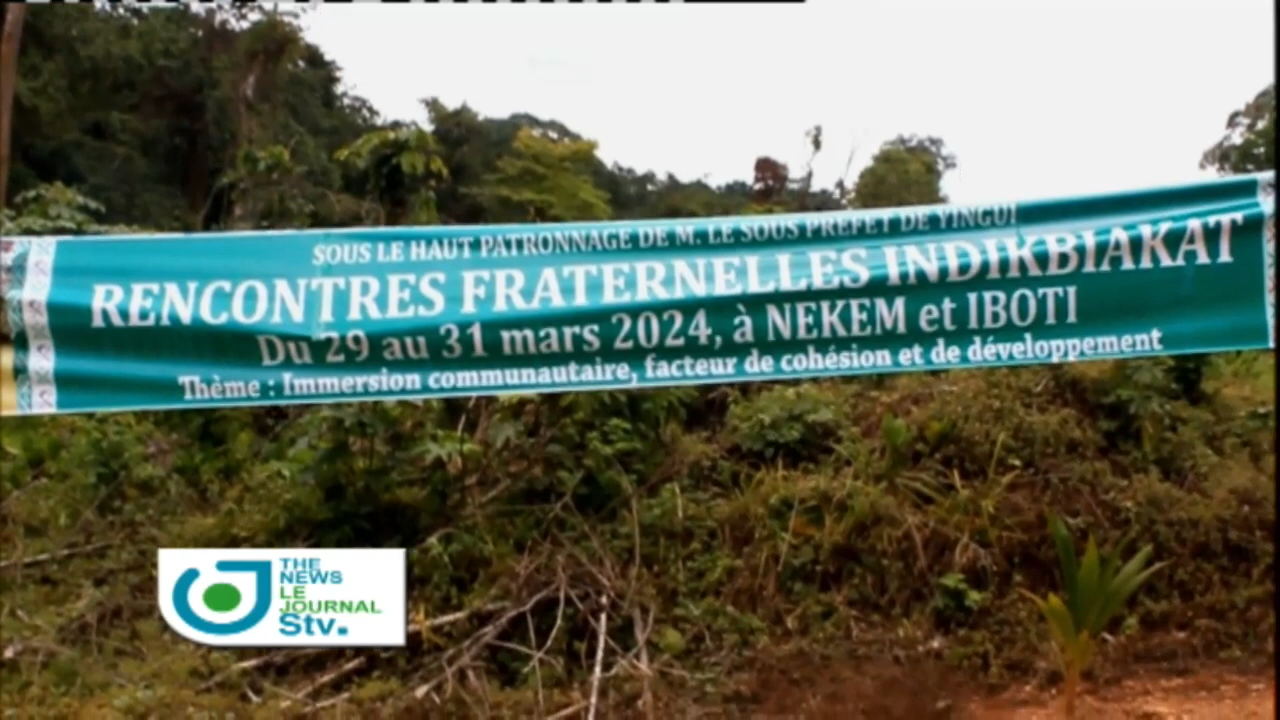 SOUS LE HAUT PATRONNAGE DE M. LE SOUS PREFET DE YINGUI
RENCONTRES FRATERNELLES INDIKBIAKAT
Du 29 au 31 mars 2024, à NEKEM et IBOTI
Thème : Immersion communautaire, facteur de cohésion et de développement
THE
NEWS
LE
JOURNAL
Stv.